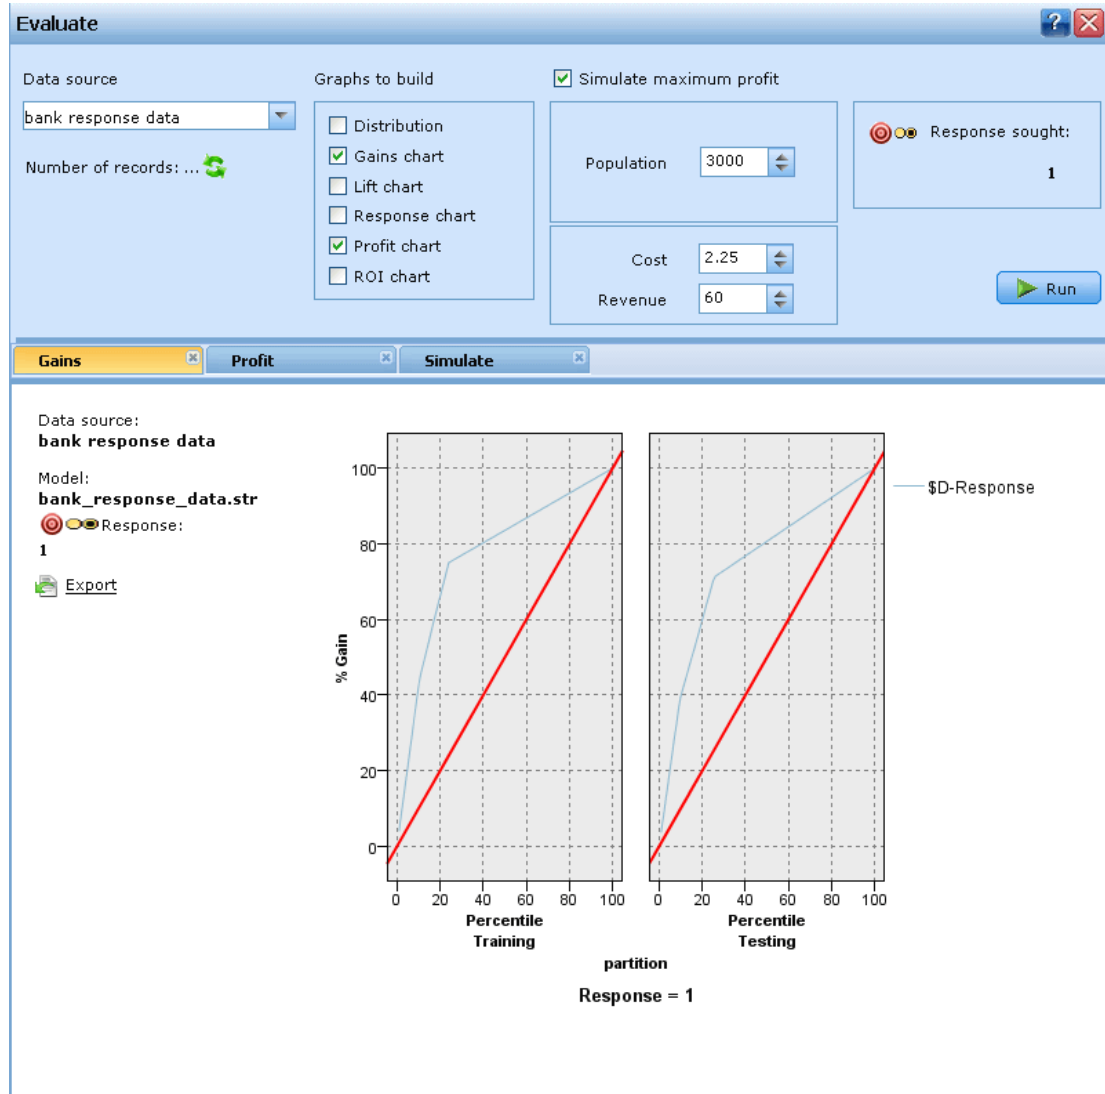 Evaluate
?
Data source
bank response data
Number of records: ...
Graphs to build
Distribution
Gains chart
Lift chart
Response chart
Profit chart
ROI chart
Simulate maximum profit
Population 3000
Cost 2.25
Revenue 60
Response sought:
1
Run
Gains
Profit
Simulate
Data source:
bank response data
Model:
bank_response_data.str
Response:
1
Export
% Gain
100
80
60
40
20
0
0 20 40 60 80 100
Percentile
Training
0 20 40 60 80 100
Percentile
Testing
partition
Response = 1
$D-Response